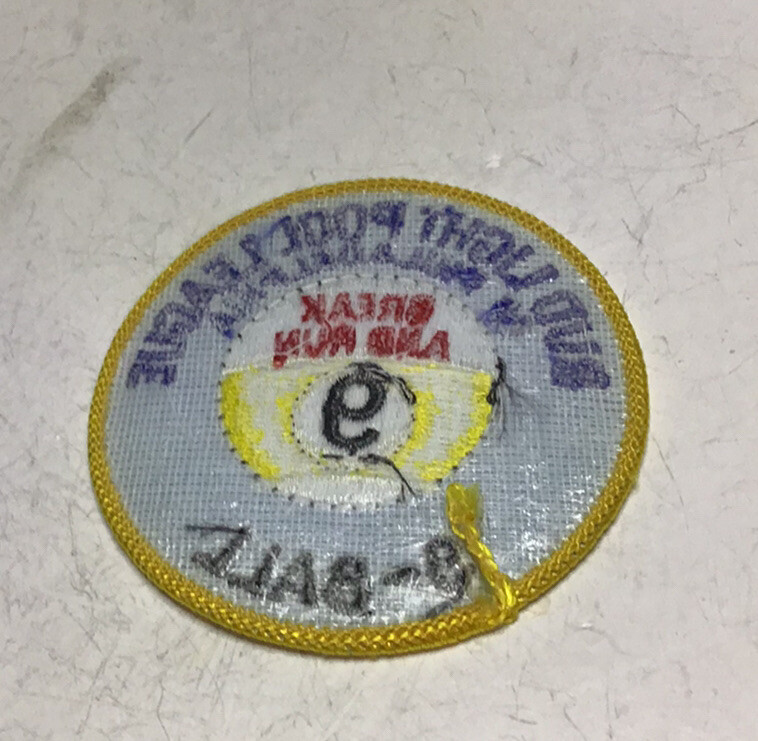 BUD LIGHT POOL LEAGUE
BREAK
AND RUN
9
9-BALL